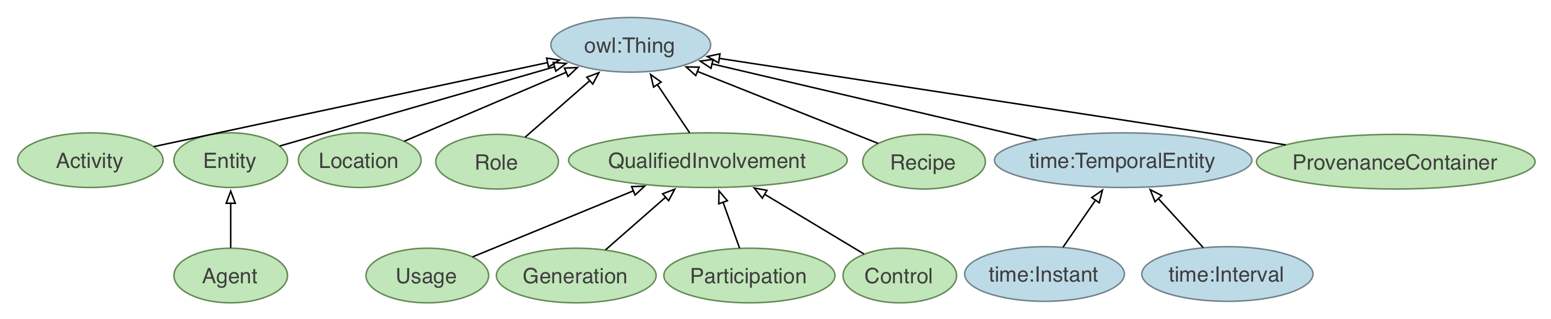 owl:Thing
Activity
Entity
Location
Role
QualifiedInvolvement
Recipe
time:TemporalEntity
ProvenanceContainer
Agent
Usage
Generation
Participation
Control
time:Instant
time:Interval